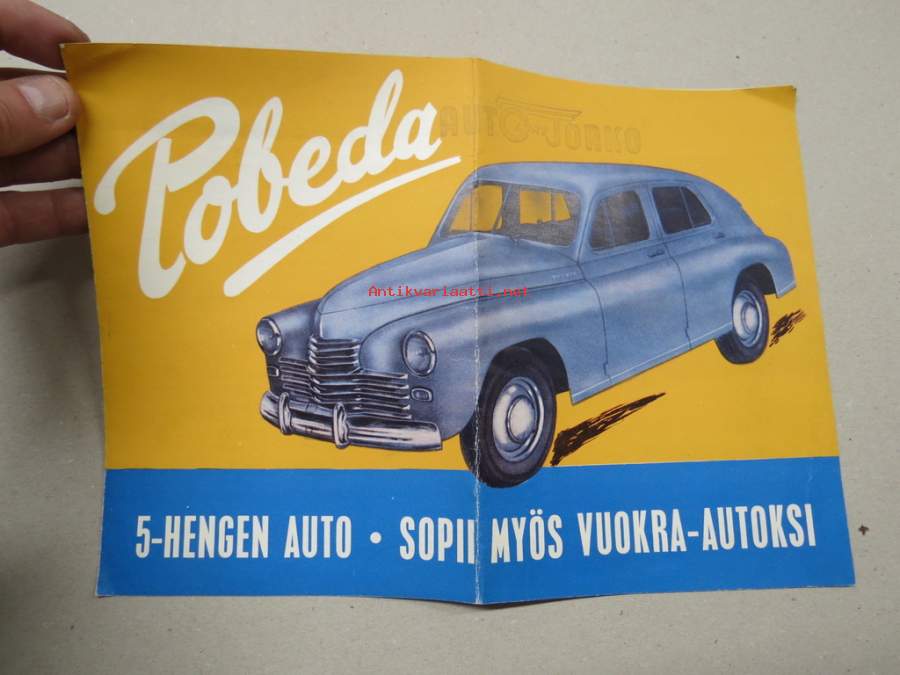 Pobeda
AUTO-JORKO
Antikvariaatti.net
5-HENGEN AUTO • SOPII MYÖS VUOKRA-AUTOKSI